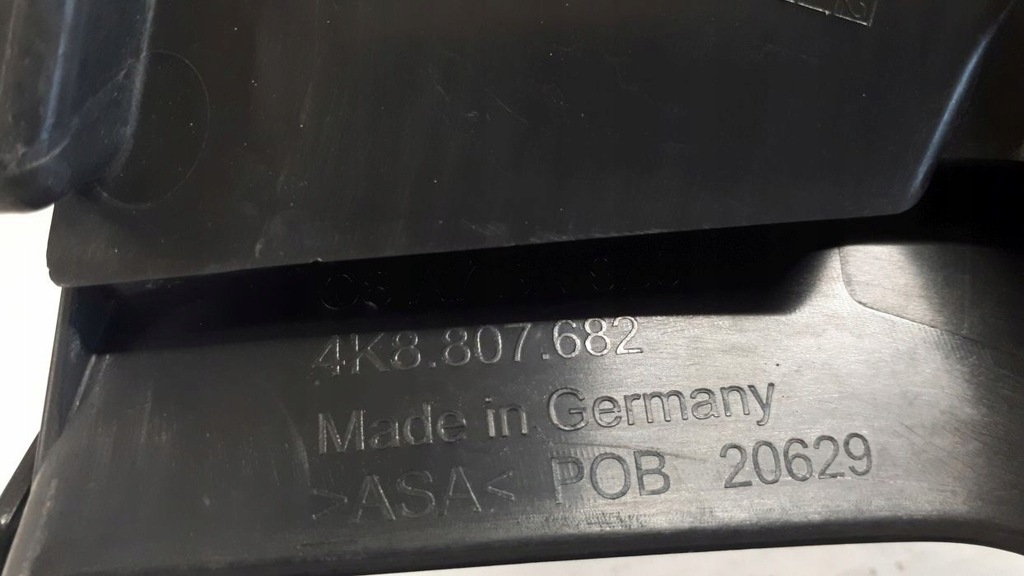 4K8.807.682
Made in Germany
>ASA< POB 20629